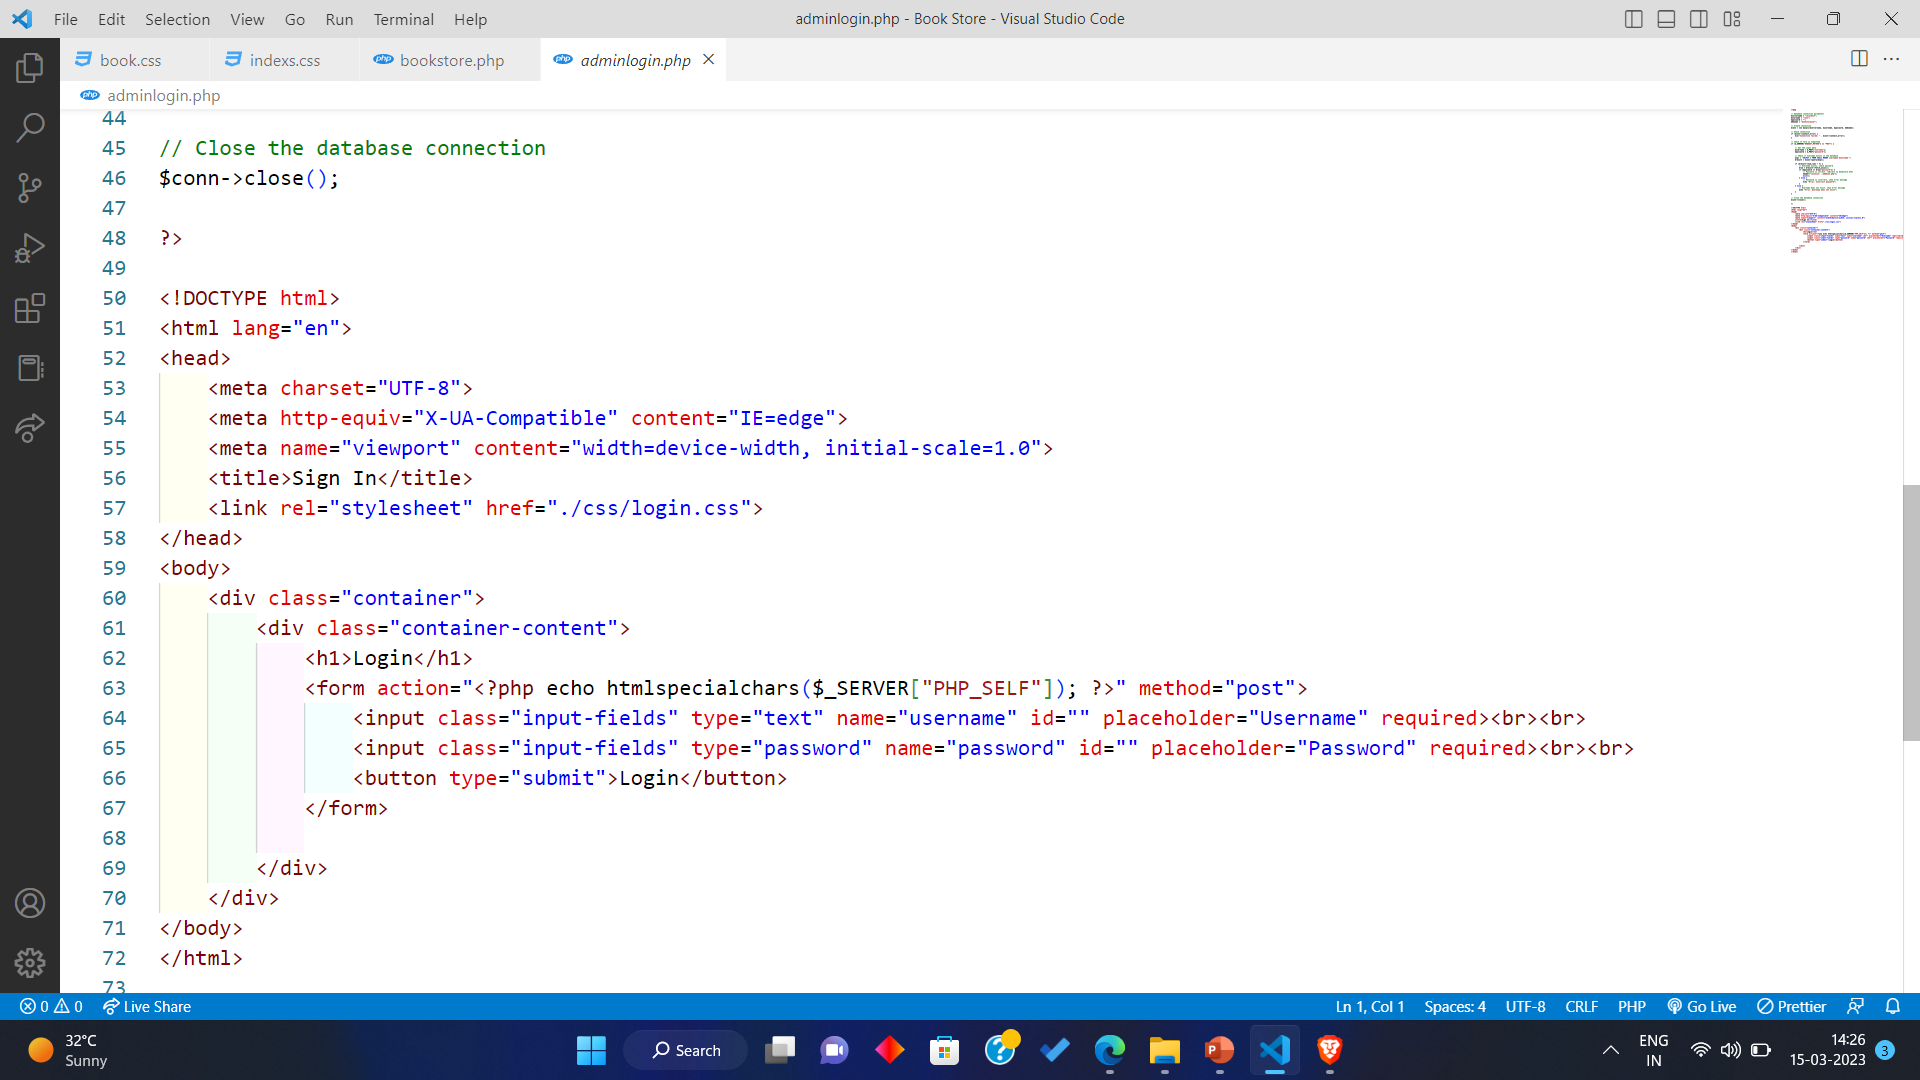 File Edit Selection View Go Run Terminal Help
adminlogin.php - Book Store - Visual Studio Code
book.css
indexs.css
php bookstore.php
php adminlogin.php
php adminlogin.php
44
45 // Close the database connection
46 $conn->close();
47
48 ?>
49
50 <!DOCTYPE html>
51 <html lang="en">
52 <head>
53 <meta charset="UTF-8">
54 <meta http-equiv="X-UA-Compatible" content="IE=edge">
55 <meta name="viewport" content="width=device-width, initial-scale=1.0">
56 <title>Sign In</title>
57 <link rel="stylesheet" href="./css/login.css">
58 </head>
59 <body>
60 <div class="container">
61 <div class="container-content">
62 <h1>Login</h1>
63 <form action="<?php echo htmlspecialchars($_SERVER["PHP_SELF"]); ?>" method="post">
64 <input class="input-fields" type="text" name="username" id="" placeholder="Username" required><br><br>
65 <input class="input-fields" type="password" name="password" id="" placeholder="Password" required><br><br>
66 <button type="submit">Login</button>
67 </form>
68
69 </div>
70 </div>
71 </body>
72 </html>
73
0 0 Live Share
Ln 1, Col 1 Spaces: 4 UTF-8 CRLF PHP Go Live Prettier
32°C
Sunny
Search
ENG
IN
14:26
15-03-2023
3